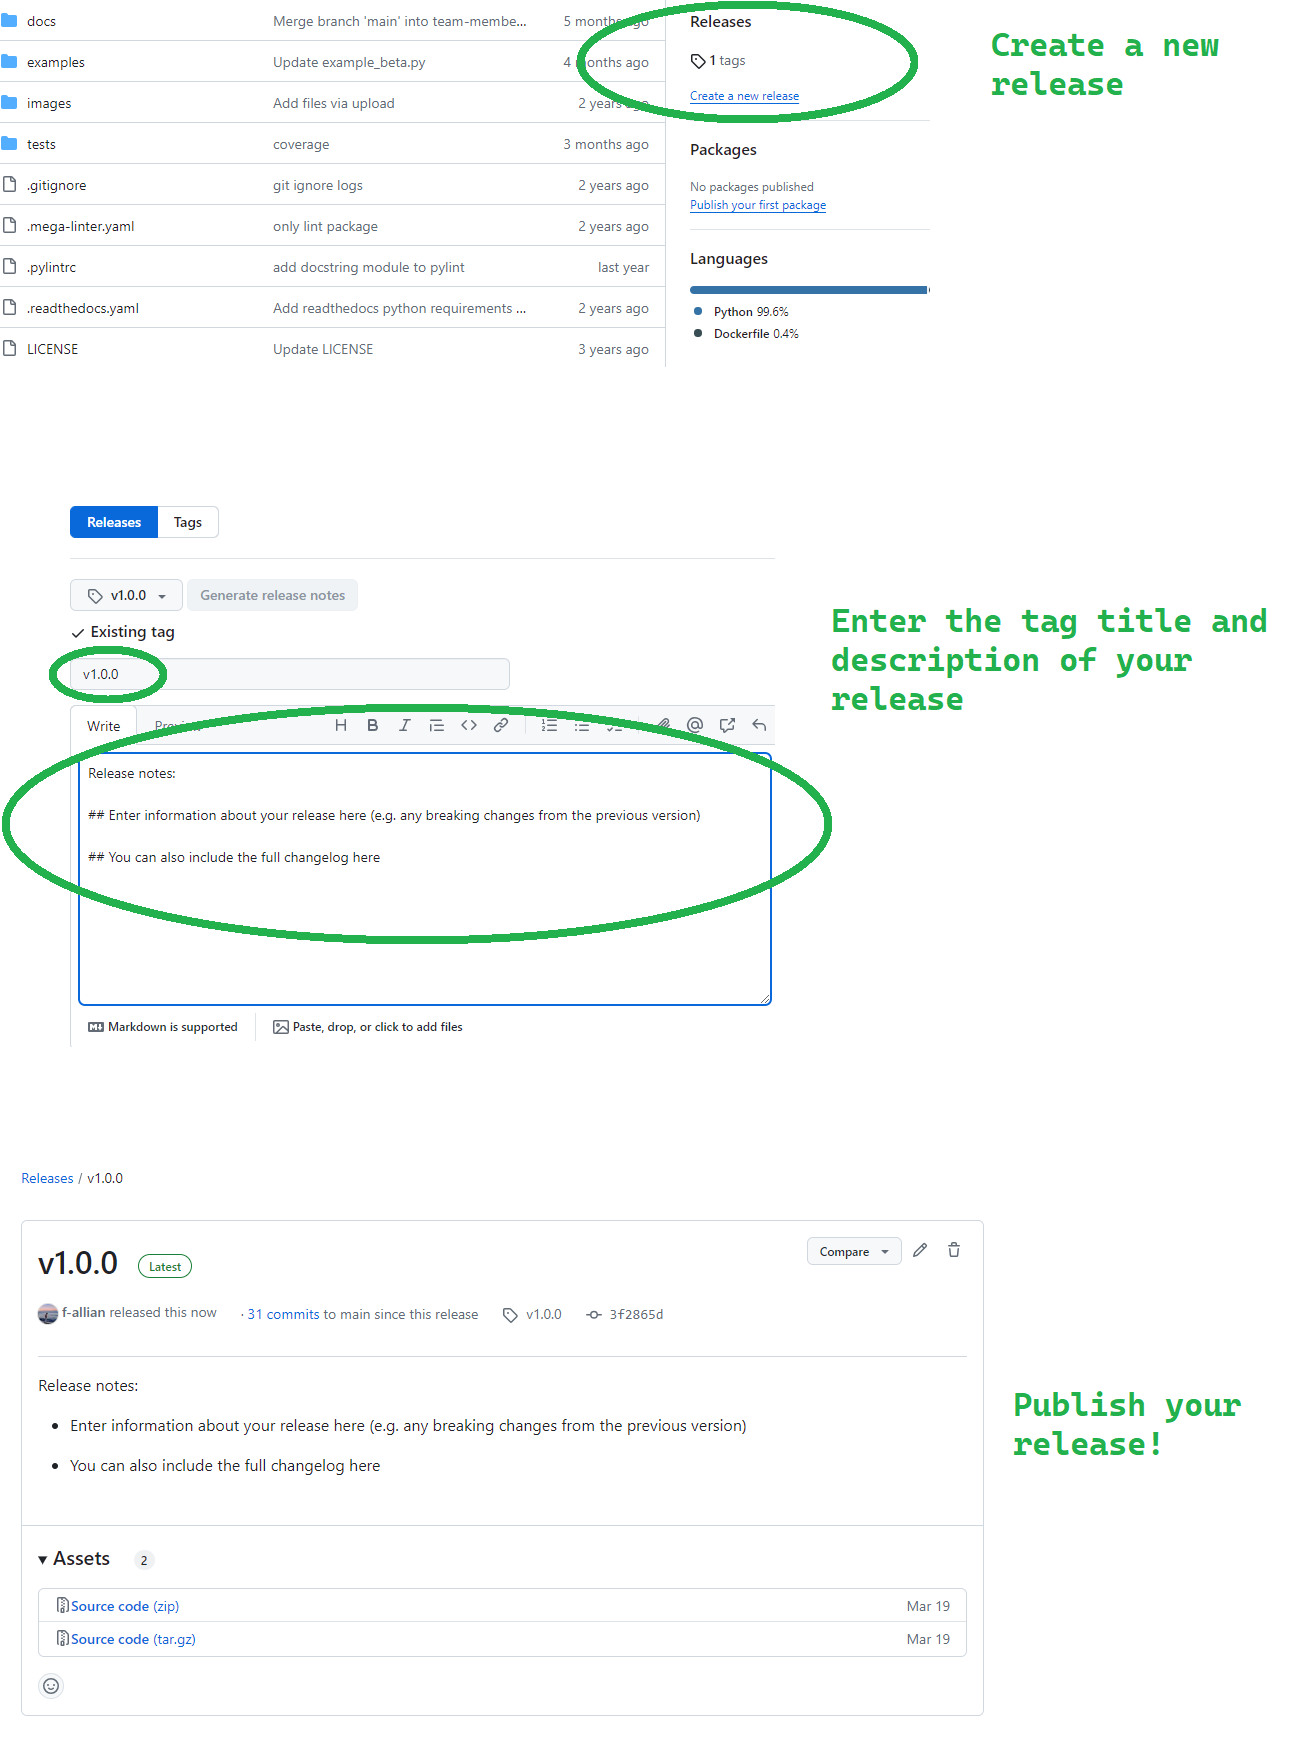 docs Merge branch 'main' into team-membe... 5 months ago
examples Update example_beta.py 4 months ago
images Add files via upload 2 years ago
tests coverage 3 months ago
.gitignore git ignore logs 2 years ago
.mega-linter.yaml only lint package 2 years ago
.pylintrc add docstring module to pylint last year
.readthedocs.yaml Add readthedocs python requirements ... 2 years ago
LICENSE Update LICENSE 3 years ago
Releases
1 tags
Create a new release
Packages
No packages published
Publish your first package
Languages
Python 99.6%
Dockerfile 0.4%
Create a new
release
Releases Tags
v1.0.0 Generate release notes
Existing tag
v1.0.0
Write Preview
Release notes:
## Enter information about your release here (e.g. any breaking changes from the previous version)
## You can also include the full changelog here
Markdown is supported Paste, drop, or click to add files
Enter the tag title and
description of your
release
Releases / v1.0.0
v1.0.0 Latest Compare
f-allian released this now · 31 commits to main since this release v1.0.0 3f2865d
Release notes:
• Enter information about your release here (e.g. any breaking changes from the previous version)
• You can also include the full changelog here
Assets 2
Source code (zip) Mar 19
Source code (tar.gz) Mar 19
Publish your
release!